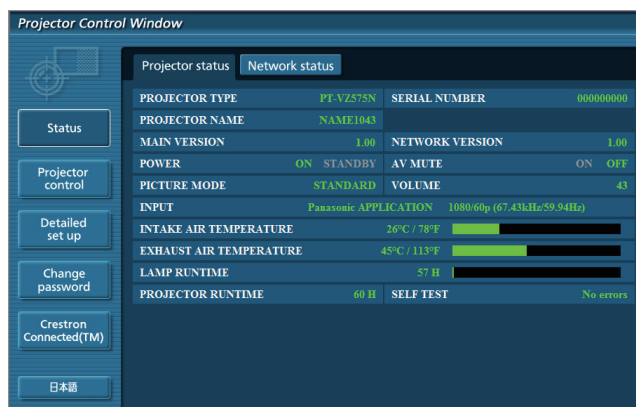 Projector Control Window
Projector status Network status
Status
Projector control
Detailed set up
Change password
Crestron Connected(TM)
日本語
PROJECTOR TYPE PT-VZ575N SERIAL NUMBER 000000000
PROJECTOR NAME NAME1043
MAIN VERSION 1.00 NETWORK VERSION 1.00
POWER ON STANDBY AV MUTE ON OFF
PICTURE MODE STANDARD VOLUME 43
INPUT Panasonic APPLICATION 1080/60p (67.43kHz/59.94Hz)
INTAKE AIR TEMPERATURE 26°C / 78°F
EXHAUST AIR TEMPERATURE 45°C / 113°F
LAMP RUNTIME 57 H
PROJECTOR RUNTIME 60 H SELF TEST No errors